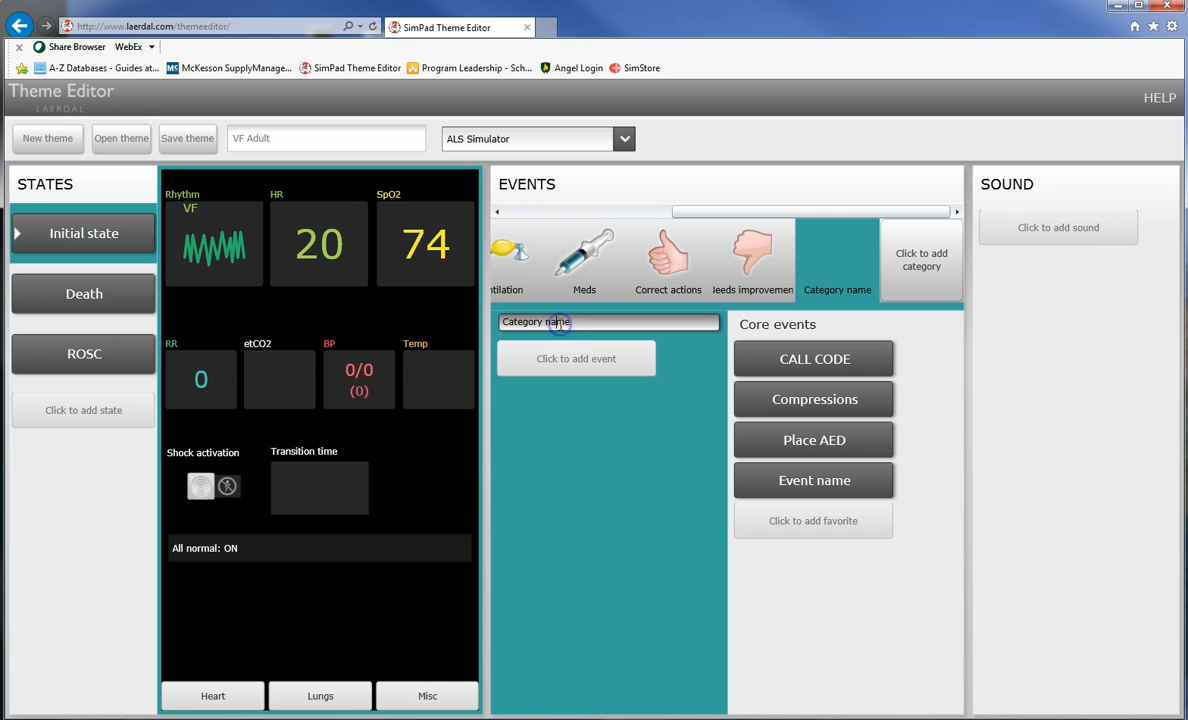 http://www.laerdal.com/themeeditor/
SimPad Theme Editor
Share Browser
WebEx
A-Z Databases - Guides at...
McKesson SupplyManage...
SimPad Theme Editor
Program Leadership - Sch...
Angel Login
SimStore
Theme Editor
LAERDAL
HELP
New theme
Open theme
Save theme
VF Adult
ALS Simulator
STATES
Initial state
Death
ROSC
Click to add state
Rhythm
VF
HR
20
SpO2
74
RR
0
etCO2
BP
0/0
(0)
Temp
Shock activation
Transition time
All normal: ON
Heart
Lungs
Misc
EVENTS
tilation
Meds
Correct actions
leeds improvemen
Category name
Click to add
category
Category name
Click to add event
Core events
CALL CODE
Compressions
Place AED
Event name
Click to add favorite
SOUND
Click to add sound